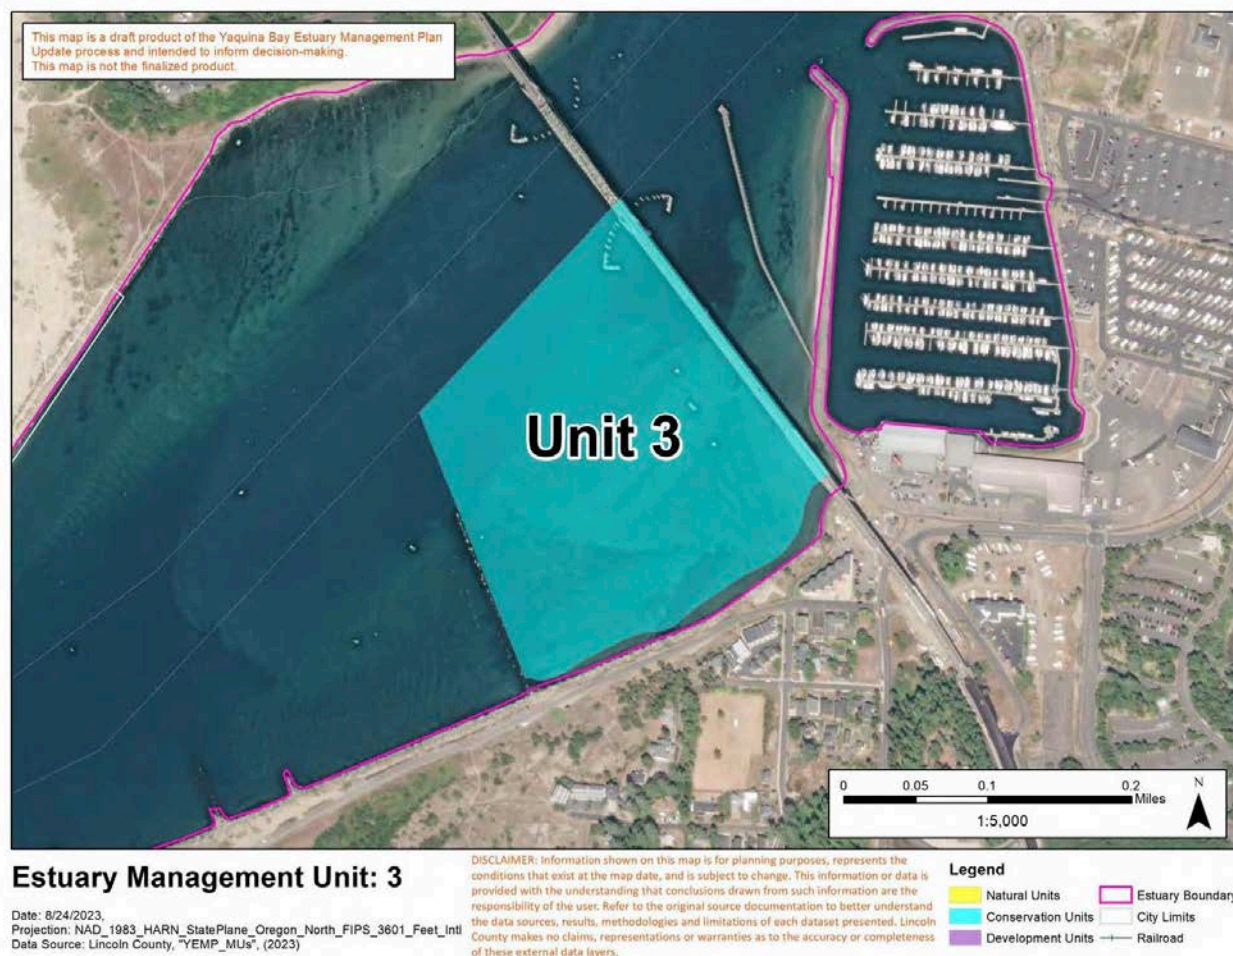 This map is a draft product of the Yaquina Bay Estuary Management Plan
Update process and intended to inform decision-making.
This map is not the finalized product.
Unit 3
0 0.05 0.1 0.2
Miles
1:5,000
N
Estuary Management Unit: 3
Date: 8/24/2023,
Projection: NAD_1983_HARN_StatePlane_Oregon_North_FIPS_3601_Feet_Intl
Data Source: Lincoln County, "YEMP_MUs", (2023)
DISCLAIMER: Information shown on this map is for planning purposes, represents the
conditions that exist at the map date, and is subject to change. This information or data is
provided with the understanding that conclusions drawn from such information are the
responsibility of the user. Refer to the original source documentation to better understand
the data sources, results, methodologies and limitations of each dataset presented. Lincoln
County makes no claims, representations or warranties as to the accuracy or completeness
of these external data layers.
Legend
Natural Units
Conservation Units
Development Units
Estuary Boundary
City Limits
Railroad